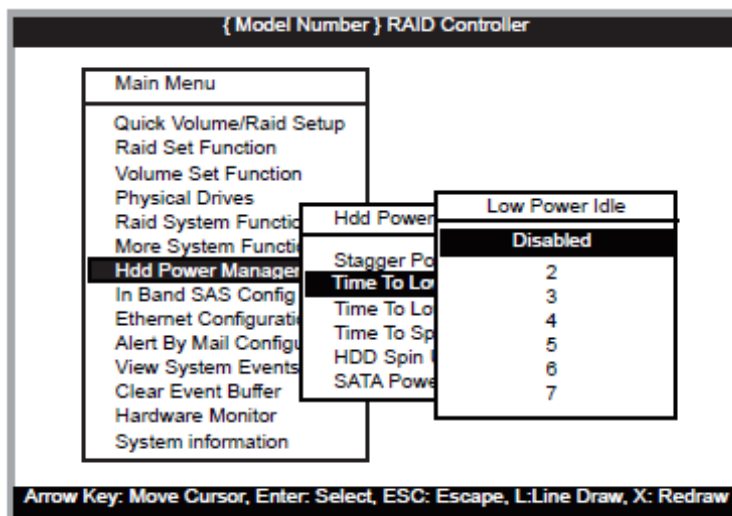 { Model Number } RAID Controller
Main Menu
Quick Volume/Raid Setup
Raid Set Function
Volume Set Function
Physical Drives
Raid System Functio
More System Functi
Hdd Power Manager
In Band SAS Config
Ethernet Configurati
Alert By Mail Config
View System Events
Clear Event Buffer
Hardware Monitor
System information
Hdd Power
Stagger Po
Time To Lo
Time To Lo
Time To Sp
HDD Spin
SATA Powe
Low Power Idle
Disabled
2
3
4
5
6
7
Arrow Key: Move Cursor, Enter: Select, ESC: Escape, L:Line Draw, X: Redraw